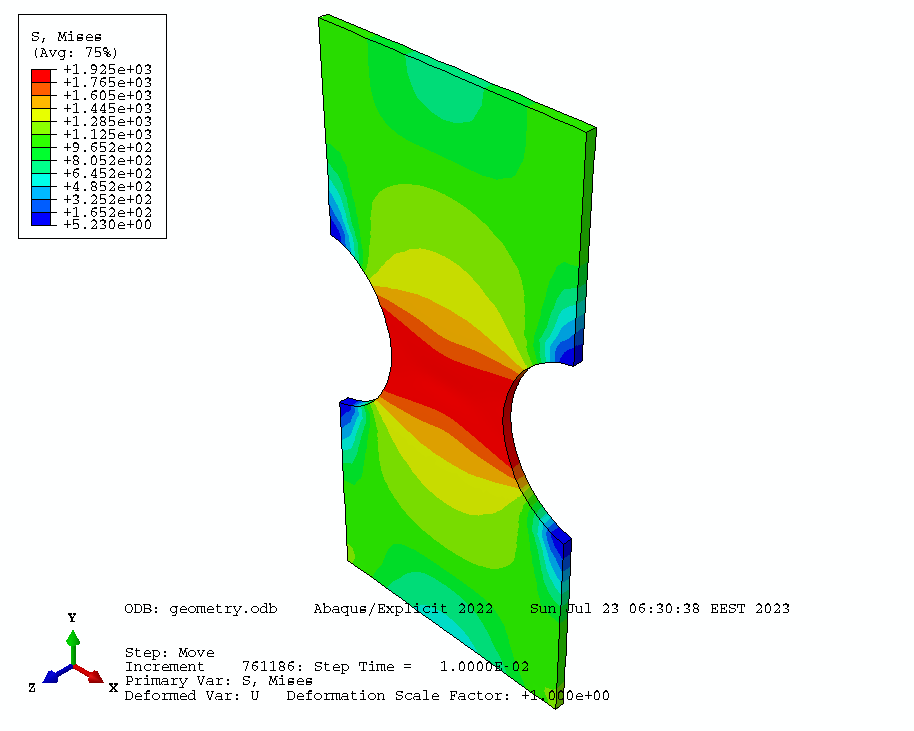 S, Mises
(Avg: 75%)
+1.925e+03
+1.765e+03
+1.605e+03
+1.445e+03
+1.285e+03
+1.125e+03
+9.652e+02
+8.052e+02
+6.452e+02
+4.852e+02
+3.252e+02
+1.652e+02
+5.230e+00
ODB: geometry.odb Abaqus/Explicit 2022 Sun Jul 23 06:30:38 EEST 2023
Y
Z
X
Step: Move
Increment 761186: Step Time = 1.0000E-02
Primary Var: S, Mises
Deformed Var: U Deformation Scale Factor: +1.000e+00